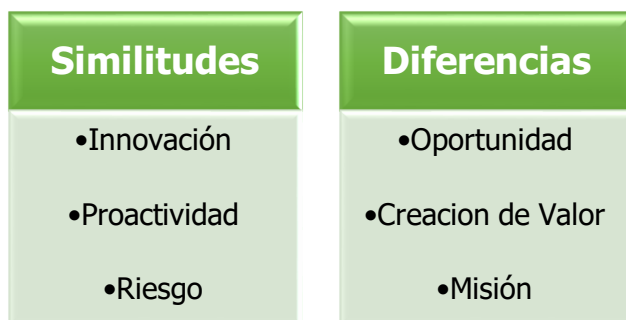 Similitudes
•Innovación
•Proactividad
•Riesgo
Diferencias
•Oportunidad
•Creacion de Valor
•Misión